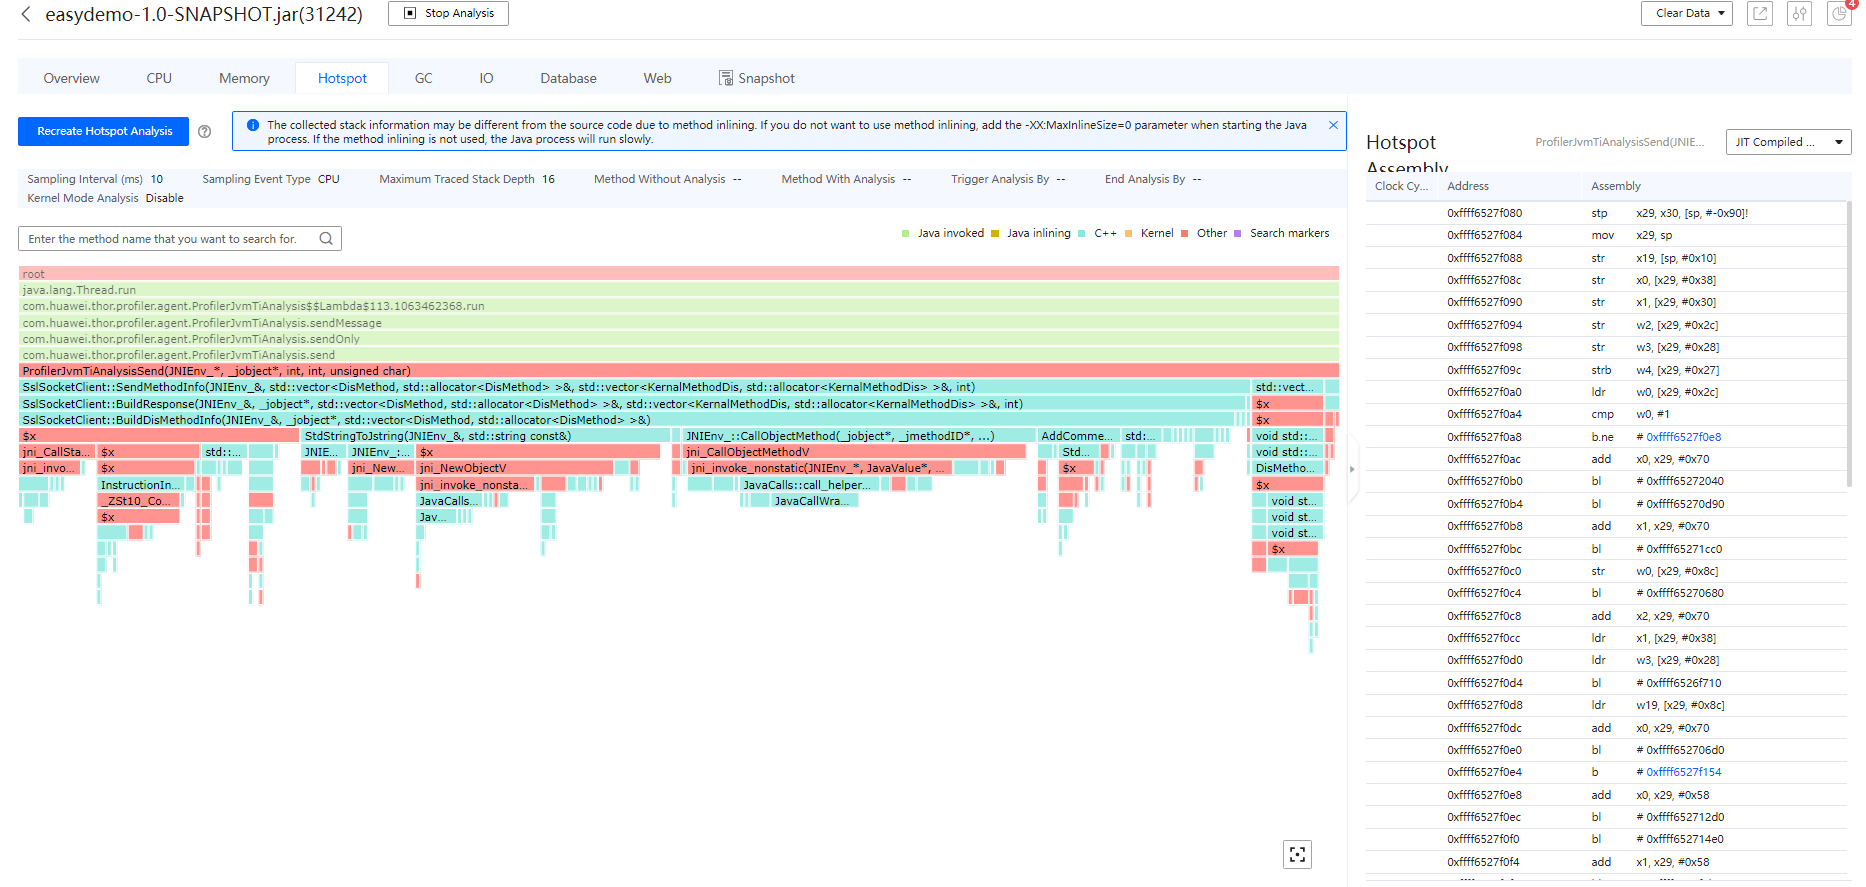 easydemo-1.0-SNAPSHOT.jar(31242)
Stop Analysis
Clear Data
4
Overview CPU Memory Hotspot GC IO Database Web Snapshot
Recreate Hotspot Analysis
The collected stack information may be different from the source code due to method inlining. If you do not want to use method inlining, add the -XX:MaxInlineSize=0 parameter when starting the Java
process. If the method inlining is not used, the Java process will run slowly.
Sampling Interval (ms) 10 Sampling Event Type CPU Maximum Traced Stack Depth 16 Method Without Analysis -- Method With Analysis -- Trigger Analysis By -- End Analysis By --
Kernel Mode Analysis Disable
Enter the method name that you want to search for.
Java invoked Java inlining C++ Kernel Other Search markers
root
java.lang.Thread.run
com.huawei.thor.profiler.agent.ProfilerJvmTiAnalysis$$Lambda$113.1063462368.run
com.huawei.thor.profiler.agent.ProfilerJvmTiAnalysis.sendMessage
com.huawei.thor.profiler.agent.ProfilerJvmTiAnalysis.sendOnly
com.huawei.thor.profiler.agent.ProfilerJvmTiAnalysis.send
ProfilerJvmTiAnalysisSend(JNIEnv_*, _jobject*, int, int, unsigned char)
SslSocketClient::SendMethodInfo(JNIEnv_&, std::vector<DisMethod, std::allocator<DisMethod> >&, std::vector<KernalMethodDis, std::allocator<KernalMethodDis> >&, int) std::vect...
SslSocketClient::BuildResponse(JNIEnv_&, _jobject*, std::vector<DisMethod, std::allocator<DisMethod> >&, std::vector<KernalMethodDis, std::allocator<KernalMethodDis> >&, int) $x
SslSocketClient::BuildDisMethodInfo(JNIEnv_&, _jobject*, std::vector<DisMethod, std::allocator<DisMethod> >&) $x
$x StdStringToJstring(JNIEnv_&, std::string const&) JNIEnv_::CallObjectMethod(_jobject*, _jmethodID*, ...) AddComme... std:... void std::...
jni_CallSta... $x std::... JNIE... JNIEnv_:... $x jni_CallObjectMethodV Std... void std::...
jni_invo... $x jni_New... jni_NewObjectV jni_invoke_nonstatic(JNIEnv_*, JavaValue*, ... $x DisMetho...
InstructionIn... jni_invoke_nonsta... JavaCalls::call_helper... $x
_ZSt10_Co... JavaCalls... JavaCallWra... void st...
$x Jav... void st...
void st...
$x
Hotspot
Assembly
ProfilerJvmTiAnalysisSend(JNIE...
JIT Compiled ...
Clock Cy... Address Assembly
0xffff6527f080 stp x29, x30, [sp, #-0x90]!
0xffff6527f084 mov x29, sp
0xffff6527f088 str x19, [sp, #0x10]
0xffff6527f08c str x0, [x29, #0x38]
0xffff6527f090 str x1, [x29, #0x30]
0xffff6527f094 str w2, [x29, #0x2c]
0xffff6527f098 str w3, [x29, #0x28]
0xffff6527f09c strb w4, [x29, #0x27]
0xffff6527f0a0 ldr w0, [x29, #0x2c]
0xffff6527f0a4 cmp w0, #1
0xffff6527f0a8 b.ne # 0xffff6527f0e8
0xffff6527f0ac add x0, x29, #0x70
0xffff6527f0b0 bl # 0xffff65272040
0xffff6527f0b4 bl # 0xffff65270d90
0xffff6527f0b8 add x1, x29, #0x70
0xffff6527f0bc bl # 0xffff65271cc0
0xffff6527f0c0 str w0, [x29, #0x8c]
0xffff6527f0c4 bl # 0xffff65270680
0xffff6527f0c8 add x2, x29, #0x70
0xffff6527f0cc ldr x1, [x29, #0x38]
0xffff6527f0d0 ldr w3, [x29, #0x28]
0xffff6527f0d4 bl # 0xffff6526f710
0xffff6527f0d8 ldr w19, [x29, #0x8c]
0xffff6527f0dc add x0, x29, #0x70
0xffff6527f0e0 bl # 0xffff652706d0
0xffff6527f0e4 b # 0xffff6527f154
0xffff6527f0e8 add x0, x29, #0x58
0xffff6527f0ec bl # 0xffff652712d0
0xffff6527f0f0 bl # 0xffff652714e0
0xffff6527f0f4 add x1, x29, #0x58